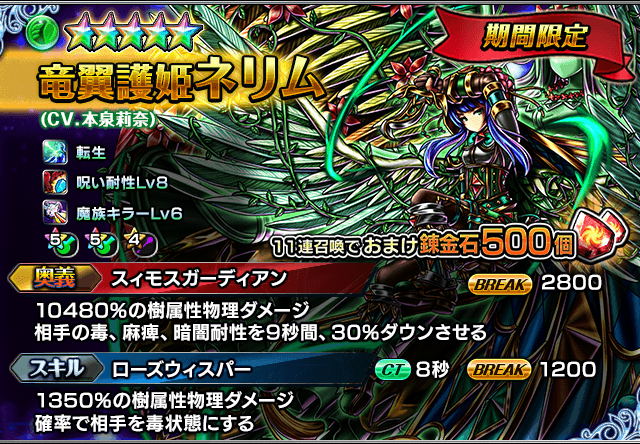 期間限定
竜翼護姫ネリム
(CV.本泉莉奈)
転生
呪い耐性Lv8
魔族キラーLv6
5 5 4
11連召喚でおまけ錬金石500個
奥義 スィモスガーディアン BREAK 2800
10480%の樹属性物理ダメージ
相手の毒、麻痺、暗闇耐性を9秒間、30%ダウンさせる
スキル ローズウィスパー CT 8秒 BREAK 1200
1350%の樹属性物理ダメージ
確率で相手を毒状態にする